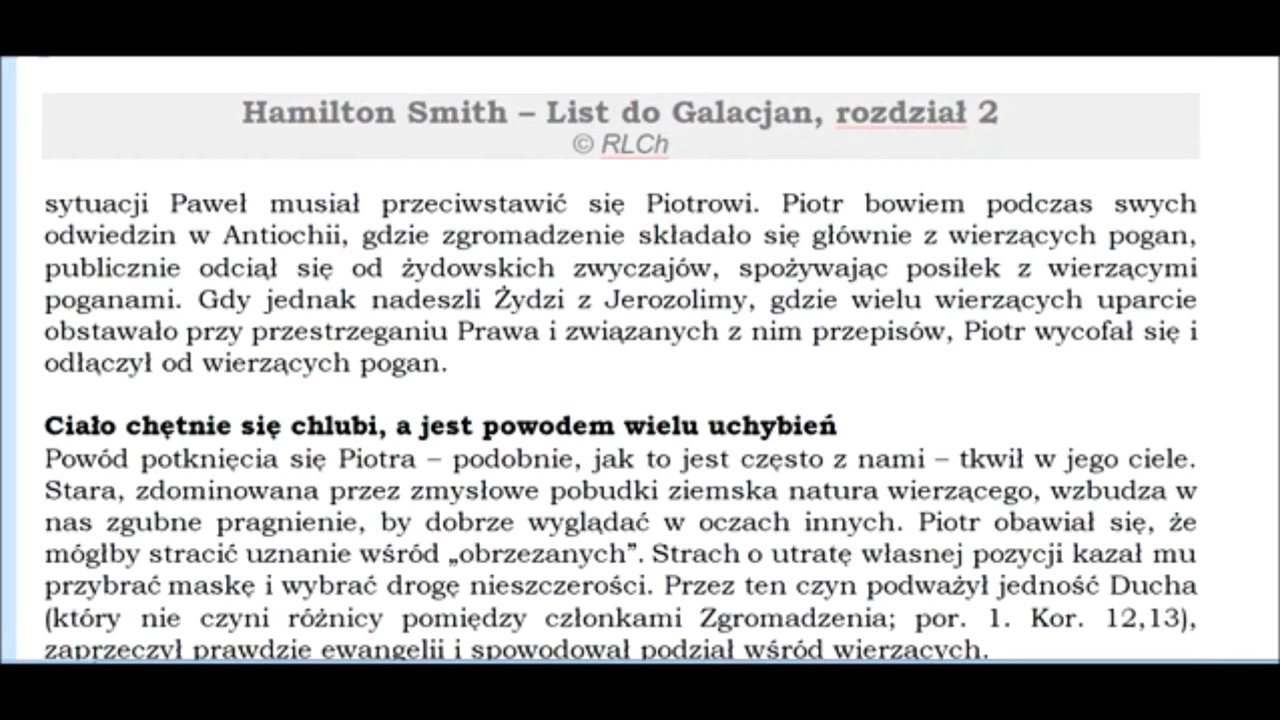 Hamilton Smith – List do Galacjan, rozdział 2
© RLCh
sytuacji Paweł musiał przeciwstawić się Piotrowi. Piotr bowiem podczas swych
odwiedzin w Antiochii, gdzie zgromadzenie składało się głównie z wierzących pogan,
publicznie odciął się od żydowskich zwyczajów, spożywając posiłek z wierzącymi
poganami. Gdy jednak nadeszli Żydzi z Jerozolimy, gdzie wielu wierzących uparcie
obstawało przy przestrzeganiu Prawa i związanych z nim przepisów, Piotr wycofał się i
odłączył od wierzących pogan.
Ciało chętnie się chlubi, a jest powodem wielu uchybień
Powód potknięcia się Piotra – podobnie, jak to jest często z nami – tkwił w jego ciele.
Stara, zdominowana przez zmysłowe pobudki ziemska natura wierzącego, wzbudza w
nas zgubne pragnienie, by dobrze wyglądać w oczach innych. Piotr obawiał się, że
mógłby stracić uznanie wśród „obrzezanych”. Strach o utratę własnej pozycji kazał mu
przybrać maskę i wybrać drogę nieszczerości. Przez ten czyn podważył jedność Ducha
(który nie czyni różnicy pomiędzy członkami Zgromadzenia; por. 1. Kor. 12,13),
zaprzeczył prawdzie ewangelii i spowodował podział wśród wierzących.